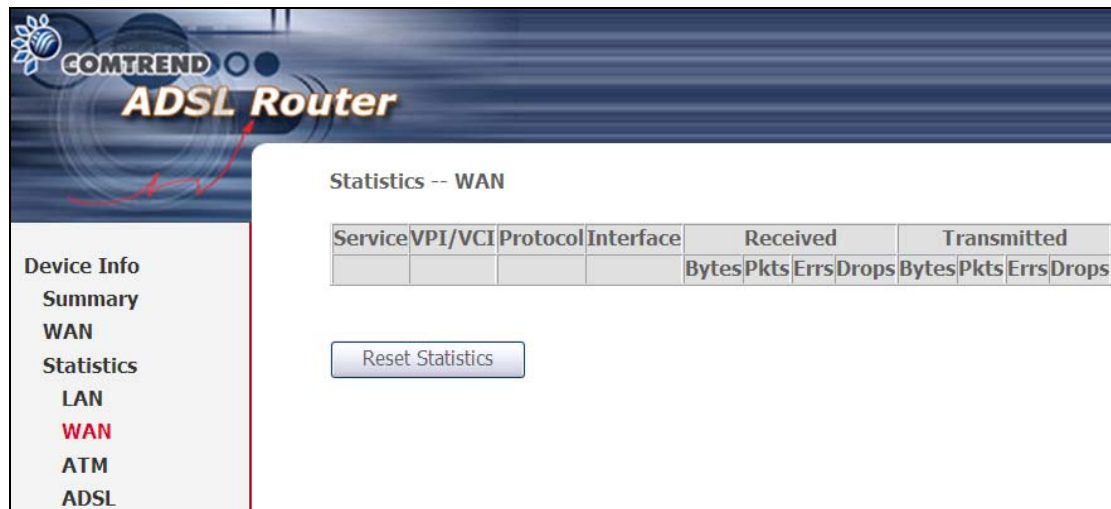 COMTREND
ADSL Router
Statistics -- WAN
Service VPI/VCI Protocol Interface Received Transmitted
Bytes Pkts Errs Drops Bytes Pkts Errs Drops
Reset Statistics
Device Info
Summary
WAN
Statistics
LAN
WAN
ATM
ADSL